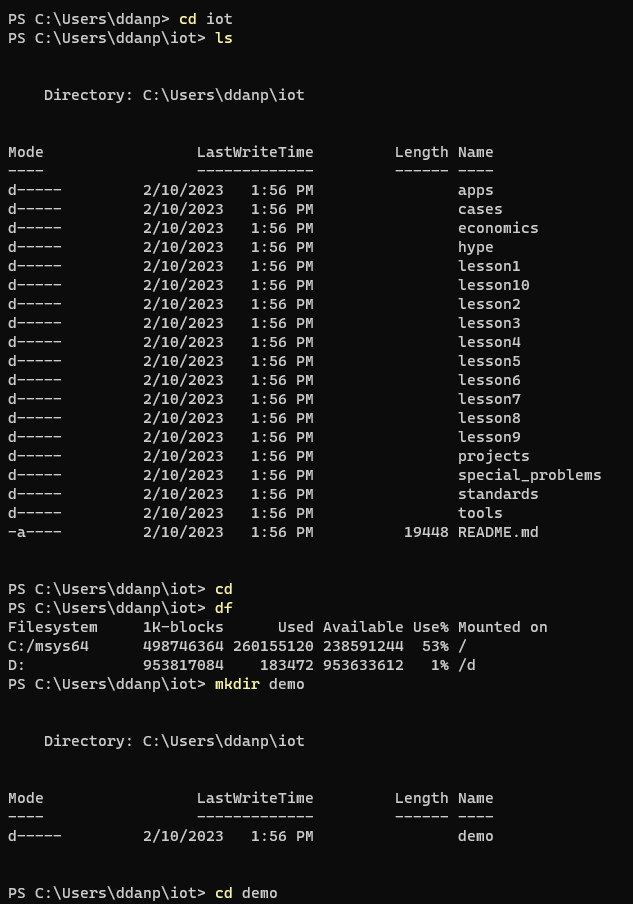 PS C:\Users\ddanp> cd iot
PS C:\Users\ddanp\iot> ls
    Directory: C:\Users\ddanp\iot
Mode                 LastWriteTime         Length Name
----                 -------------         ------ ----
d-----         2/10/2023   1:56 PM                apps
d-----         2/10/2023   1:56 PM                cases
d-----         2/10/2023   1:56 PM                economics
d-----         2/10/2023   1:56 PM                hype
d-----         2/10/2023   1:56 PM                lesson1
d-----         2/10/2023   1:56 PM                lesson10
d-----         2/10/2023   1:56 PM                lesson2
d-----         2/10/2023   1:56 PM                lesson3
d-----         2/10/2023   1:56 PM                lesson4
d-----         2/10/2023   1:56 PM                lesson5
d-----         2/10/2023   1:56 PM                lesson6
d-----         2/10/2023   1:56 PM                lesson7
d-----         2/10/2023   1:56 PM                lesson8
d-----         2/10/2023   1:56 PM                lesson9
d-----         2/10/2023   1:56 PM                projects
d-----         2/10/2023   1:56 PM                special_problems
d-----         2/10/2023   1:56 PM                standards
d-----         2/10/2023   1:56 PM                tools
-a----         2/10/2023   1:56 PM          19448 README.md
PS C:\Users\ddanp\iot> cd
PS C:\Users\ddanp\iot> df
Filesystem     1K-blocks      Used Available Use% Mounted on
C:/msys64      498746364 260155120 238591244  53% /
D:             953817084    183472 953633612   1% /d
PS C:\Users\ddanp\iot> mkdir demo
    Directory: C:\Users\ddanp\iot
Mode                 LastWriteTime         Length Name
----                 -------------         ------ ----
d-----         2/10/2023   1:56 PM                demo
PS C:\Users\ddanp\iot> cd demo